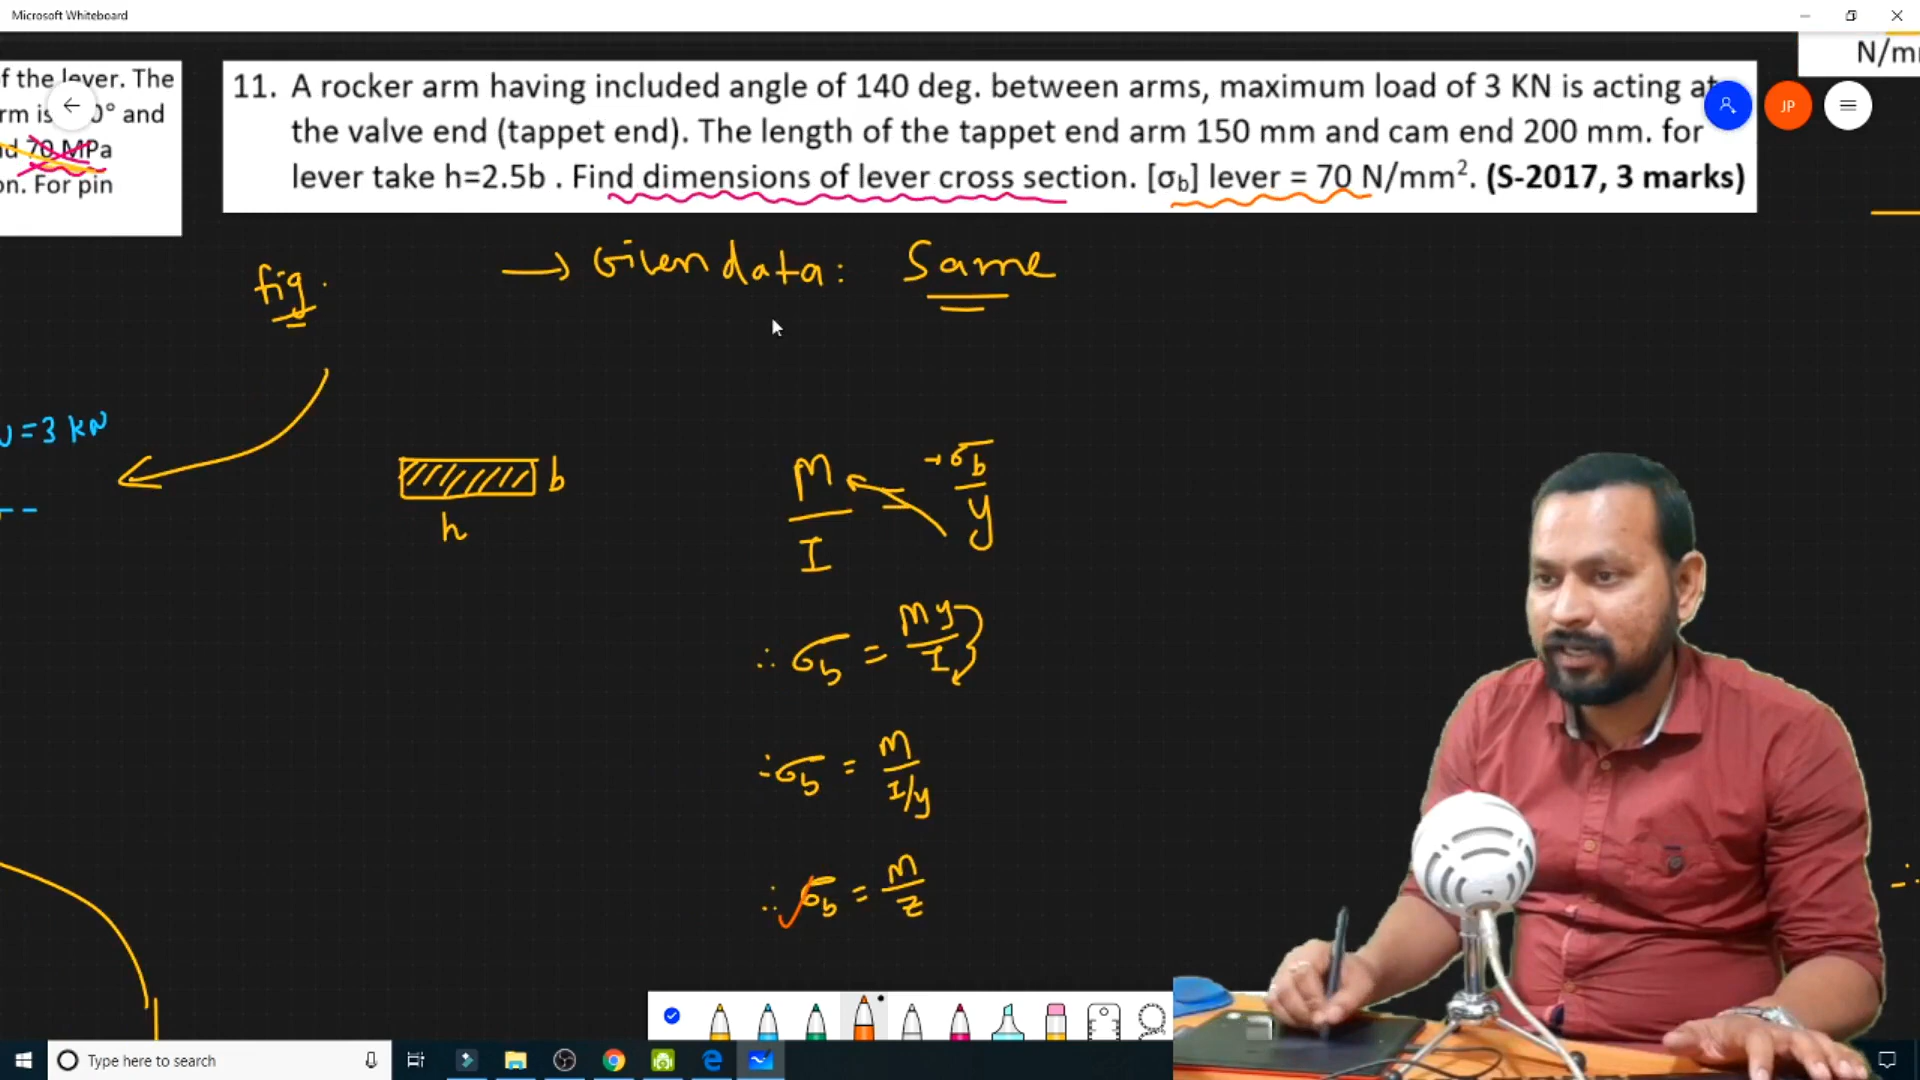 Microsoft Whiteboard
f the lever. The
and
70 MPa
on. For pin
11. A rocker arm having included angle of 140 deg. between arms, maximum load of 3 KN is acting at
the valve end (tappet end). The length of the tappet end arm 150 mm and cam end 200 mm. for
lever take h=2.5b . Find dimensions of lever cross section. [σb] lever = 70 N/mm². (S-2017, 3 marks)
JP
→ Given data: Same
fig.
=3 kN
b
h
M/I = σb/y
∴ σb = My/I
∴ σb = M/I/y
∴ σb = M/z
Type here to search